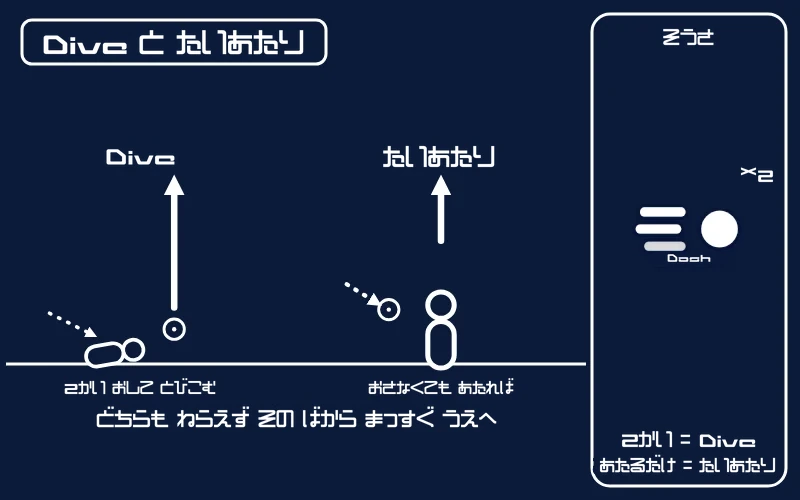 Dive と たいあたり
そうさ
Dive
たいあたり
×2
Dash
2かい おして とびこむ
おさなくても あたれば
どちらも ねらえず そのばから まっすぐ うえへ
2かい = Dive
あたるだけ = たいあたり